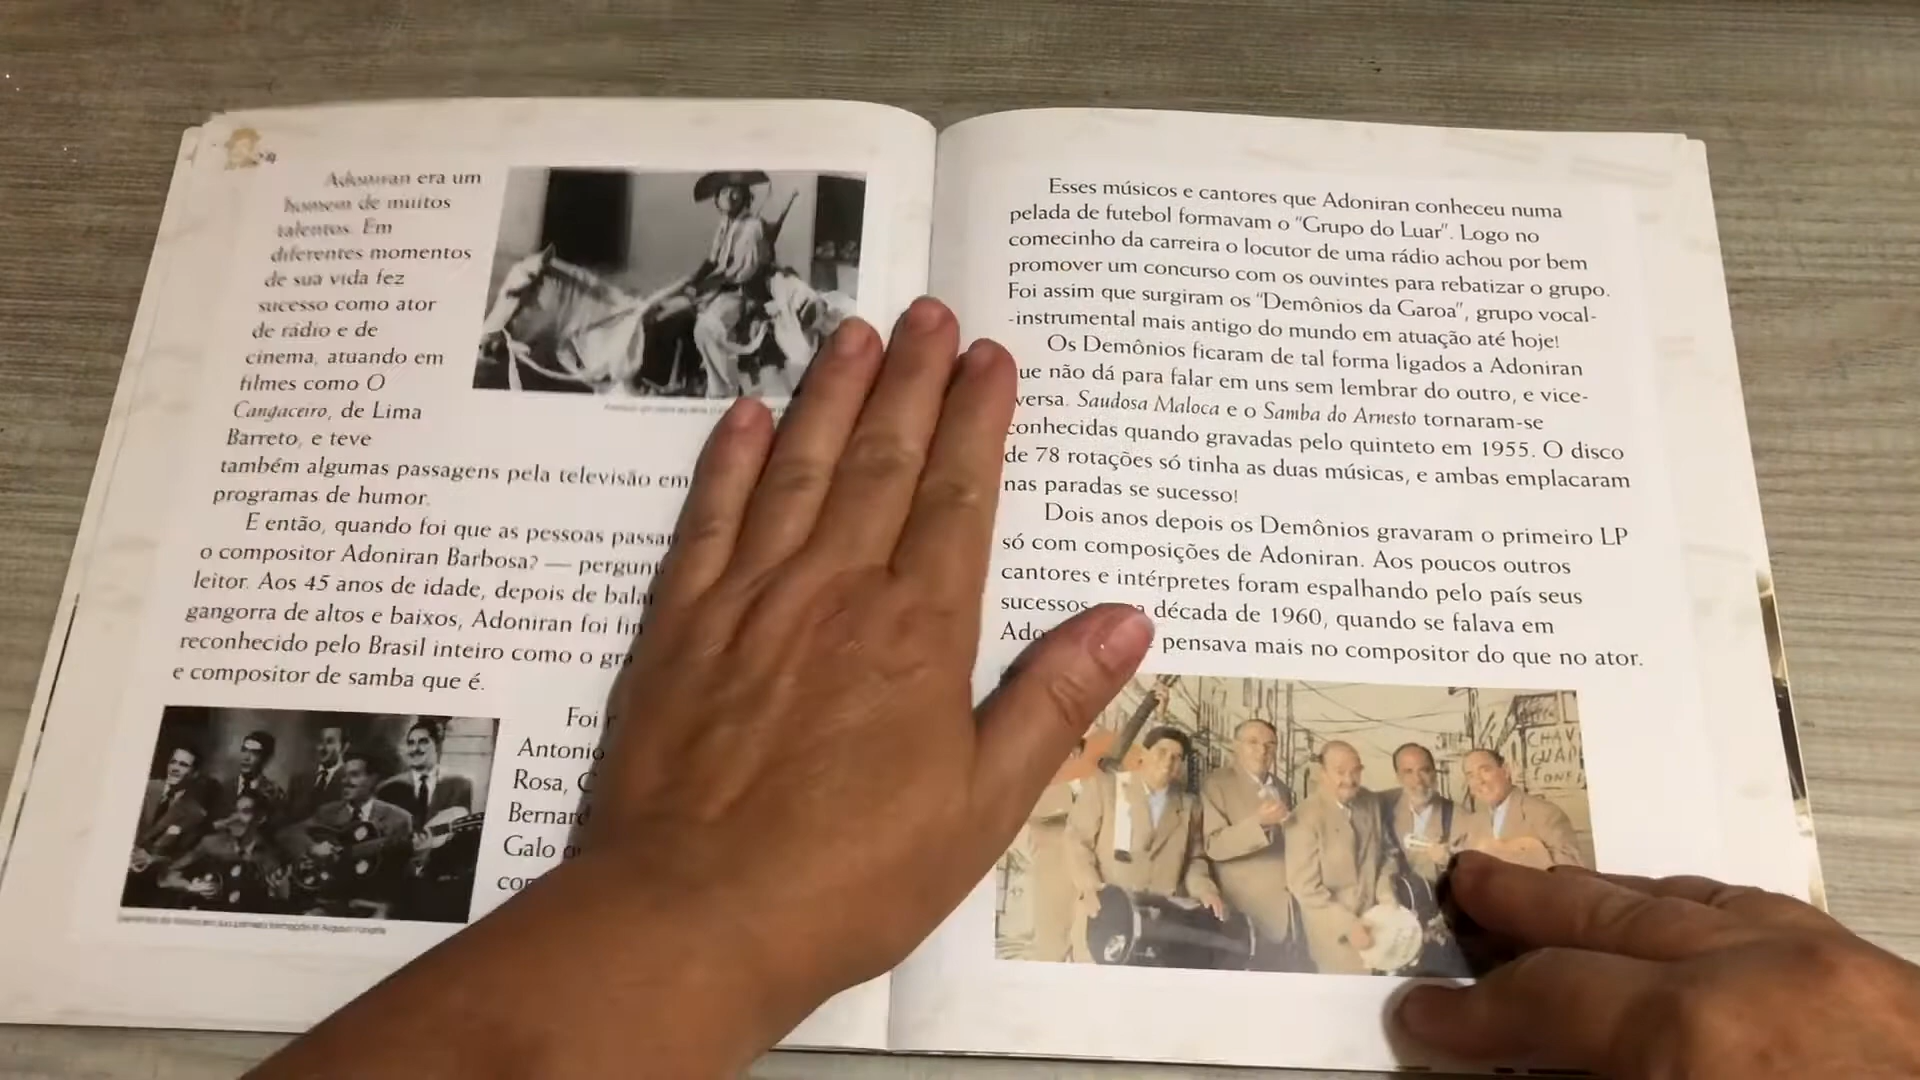 Adoniran era um
homem de muitos
talentos. Em
diferentes momentos
de sua vida fez
sucesso como ator
de rádio e de
cinema, atuando em
filmes como O
Cangaceiro, de Lima
Barreto, e teve
também algumas passagens pela televisão em
programas de humor.
E então, quando foi que as pessoas
o compositor Adoniran Barbosa? —
leitor. Aos 45 anos de idade, depois de
gangorra de altos e baixos, Adoniran foi
reconhecido pelo Brasil inteiro como o
e compositor de samba que é.
Foi
Antonio
Rosa,
Galo
Esses músicos e cantores que Adoniran conheceu numa
pelada de futebol formavam o "Grupo do Luar". Logo no
comecinho da carreira o locutor de uma rádio achou por bem
promover um concurso com os ouvintes para rebatizar o grupo.
Foi assim que surgiram os "Demônios da Garoa", grupo vocal-
-instrumental mais antigo do mundo em atuação até hoje!
Os Demônios ficaram de tal forma ligados a Adoniran
que não dá para falar em uns sem lembrar do outro, e vice-
versa. Saudosa Maloca e o Samba do Arnesto tornaram-se
conhecidas quando gravadas pelo quinteto em 1955. O disco
de 78 rotações só tinha as duas músicas, e ambas emplacaram
nas paradas se sucesso!
Dois anos depois os Demônios gravaram o primeiro LP
só com composições de Adoniran. Aos poucos outros
cantores e intérpretes foram espalhando pelo país seus
sucessos década de 1960, quando se falava em
pensava mais no compositor do que no ator.